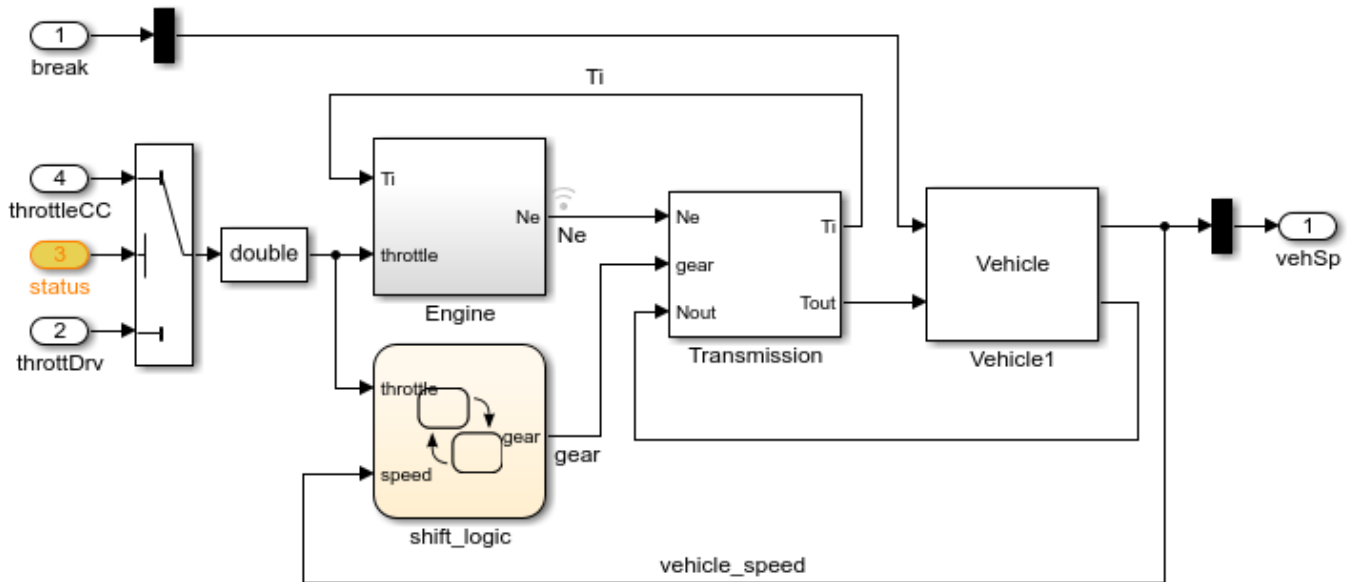 1
break
Ti
4
throttleCC
3
status
2
throttDrv
double
Ti
throttle
Ne
Engine
Ne
throttle
speed
gear
shift_logic
gear
Ne
gear
Nout
Ti
Tout
Transmission
Vehicle
Vehicle1
1
vehSp
vehicle_speed